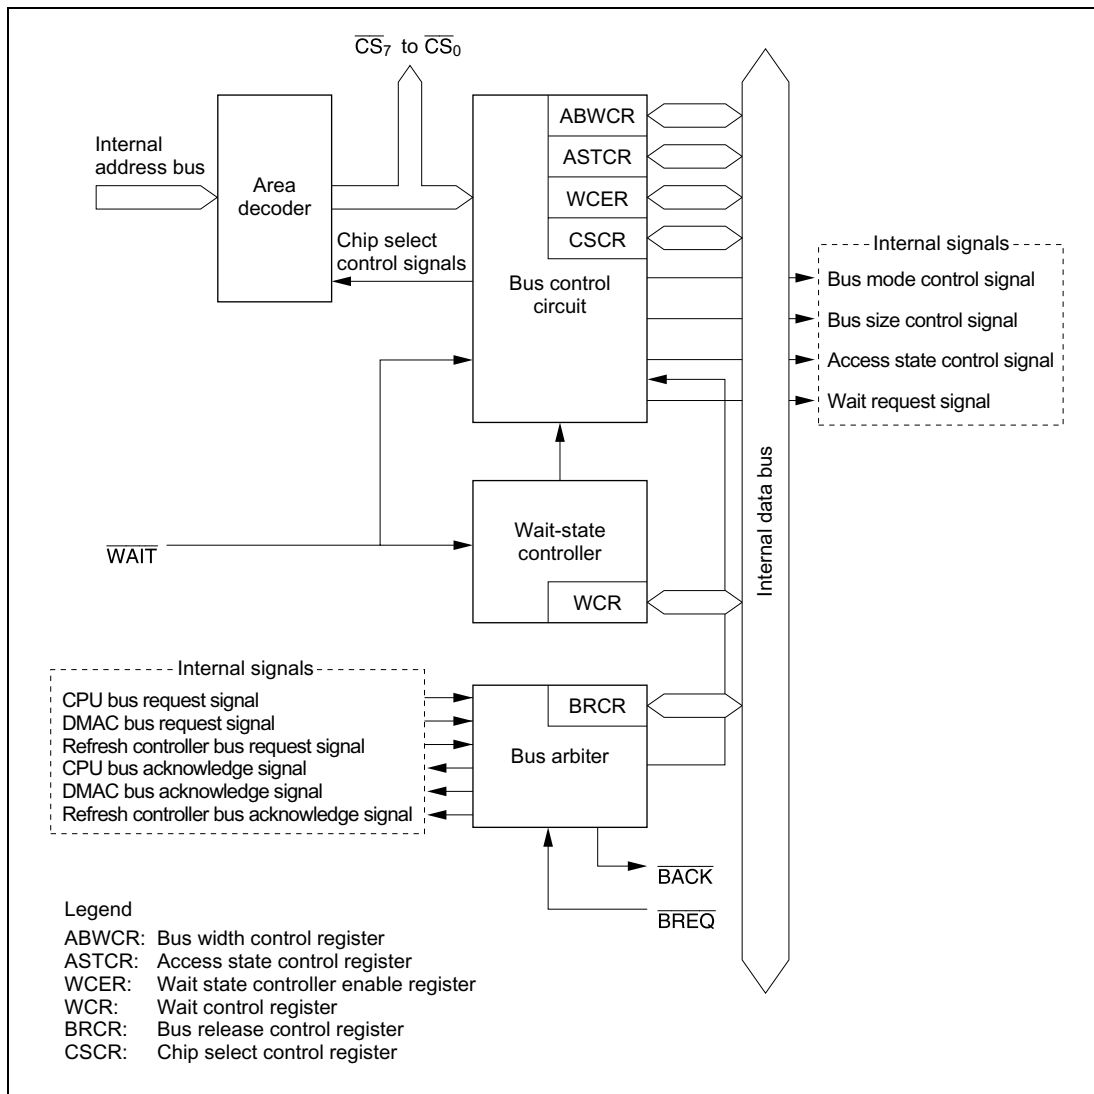 C̅S̅₇ to C̅S̅₀
Internal
address bus
Area
decoder
Chip select
control signals
ABWCR
ASTCR
WCER
CSCR
Bus control
circuit
Internal data bus
Internal signals
Bus mode control signal
Bus size control signal
Access state control signal
Wait request signal
W̅A̅I̅T̅
Wait-state
controller
WCR
Internal signals
CPU bus request signal
DMAC bus request signal
Refresh controller bus request signal
CPU bus acknowledge signal
DMAC bus acknowledge signal
Refresh controller bus acknowledge signal
BRCR
Bus arbiter
B̅A̅C̅K̅
B̅R̅E̅Q̅
Legend
ABWCR: Bus width control register
ASTCR: Access state control register
WCER: Wait state controller enable register
WCR: Wait control register
BRCR: Bus release control register
CSCR: Chip select control register